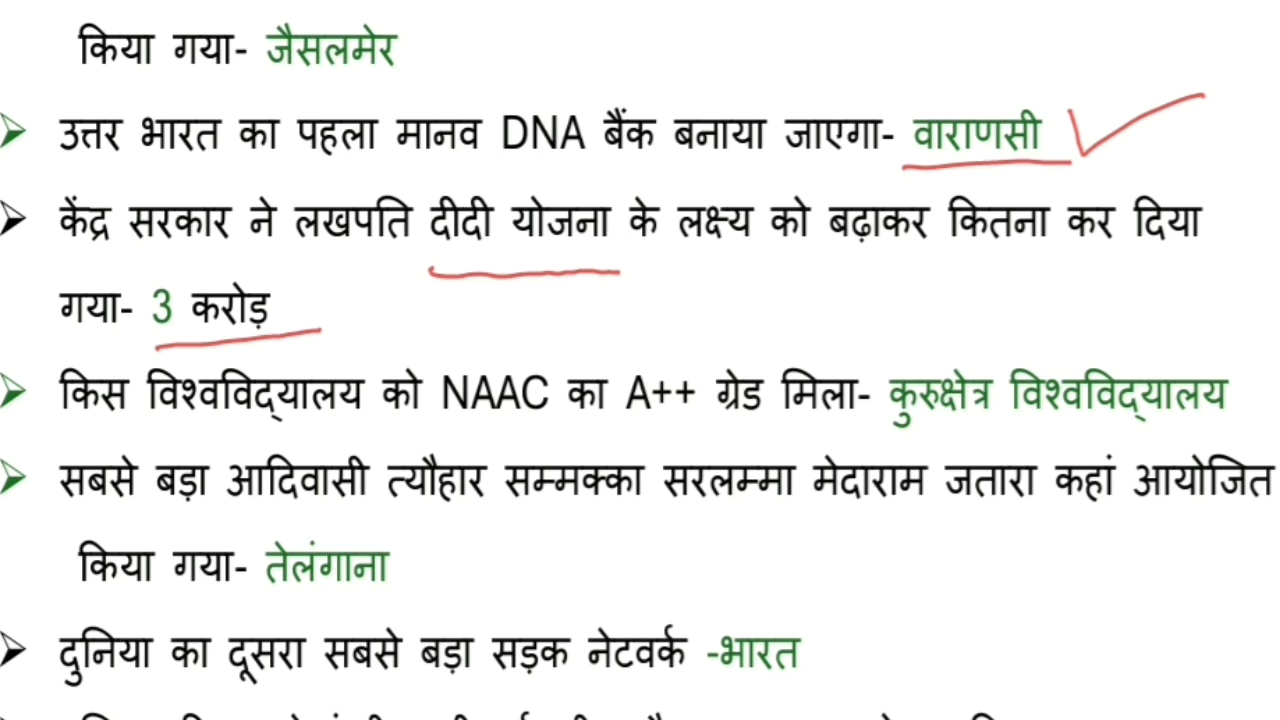 किया गया- जैसलमेर
उत्तर भारत का पहला मानव DNA बैंक बनाया जाएगा- वाराणसी
केंद्र सरकार ने लखपति दीदी योजना के लक्ष्य को बढ़ाकर कितना कर दिया
गया- 3 करोड़
किस विश्वविद्यालय को NAAC का A++ ग्रेड मिला- कुरुक्षेत्र विश्वविद्यालय
सबसे बड़ा आदिवासी त्यौहार सम्मक्का सरलम्मा मेदाराम जतारा कहां आयोजित
किया गया- तेलंगाना
दुनिया का दूसरा सबसे बड़ा सड़क नेटवर्क -भारत